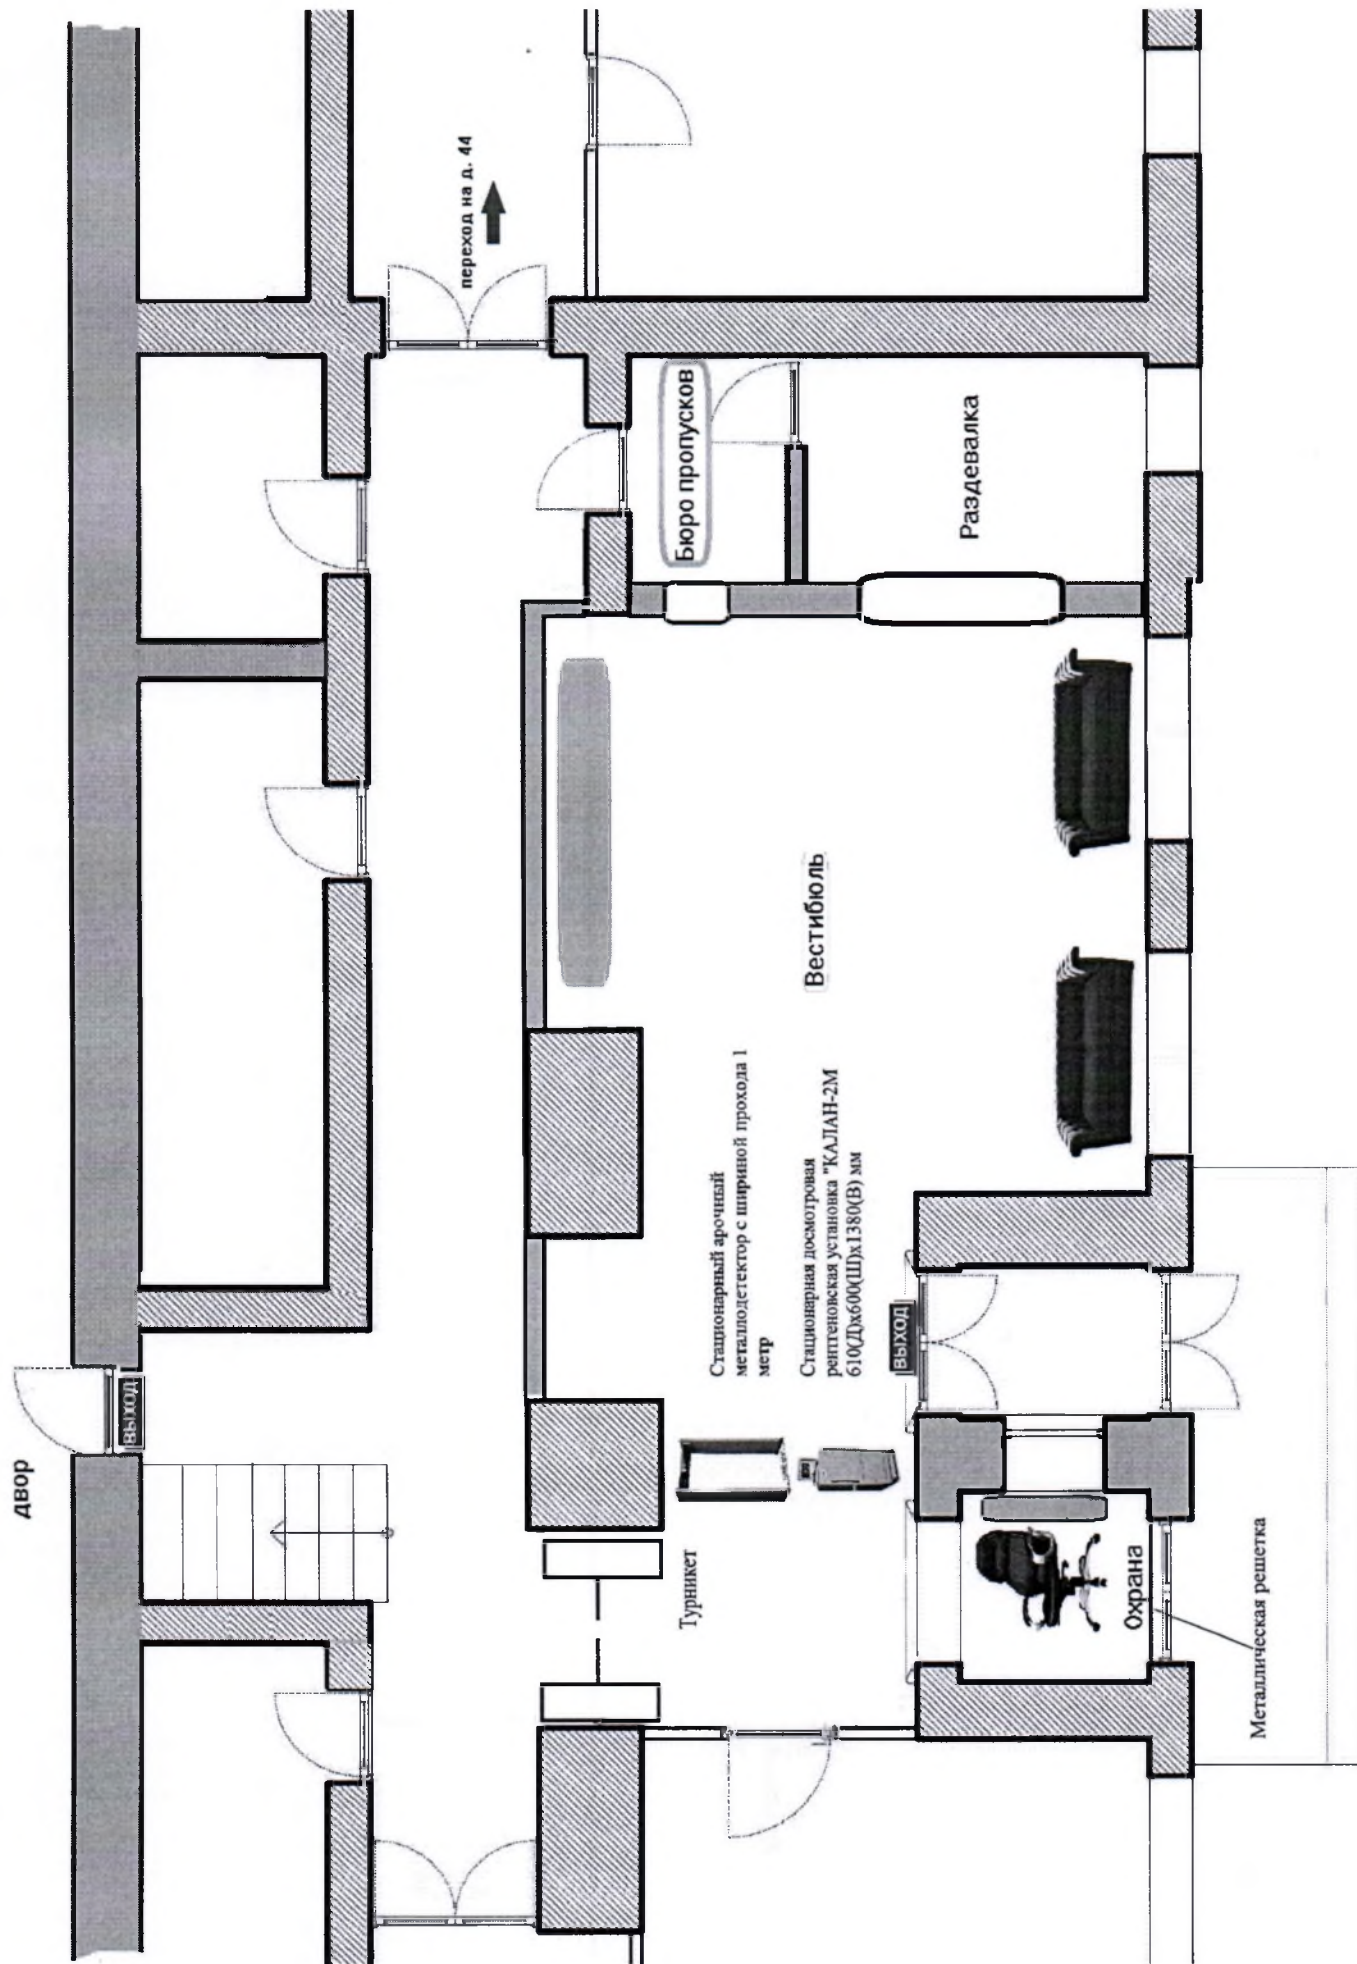 двор
выход
переход на д. 44
Бюро пропусков
Раздевалка
Вестибюль
Стационарный арочный
металлодетектор с шириной прохода 1
метр
Стационарная досмотровая
рентгеновская установка "КАЛАН-2М
610(Д)х600(Ш)х1380(В) мм
выход
Турникет
Охрана
Металлическая решетка